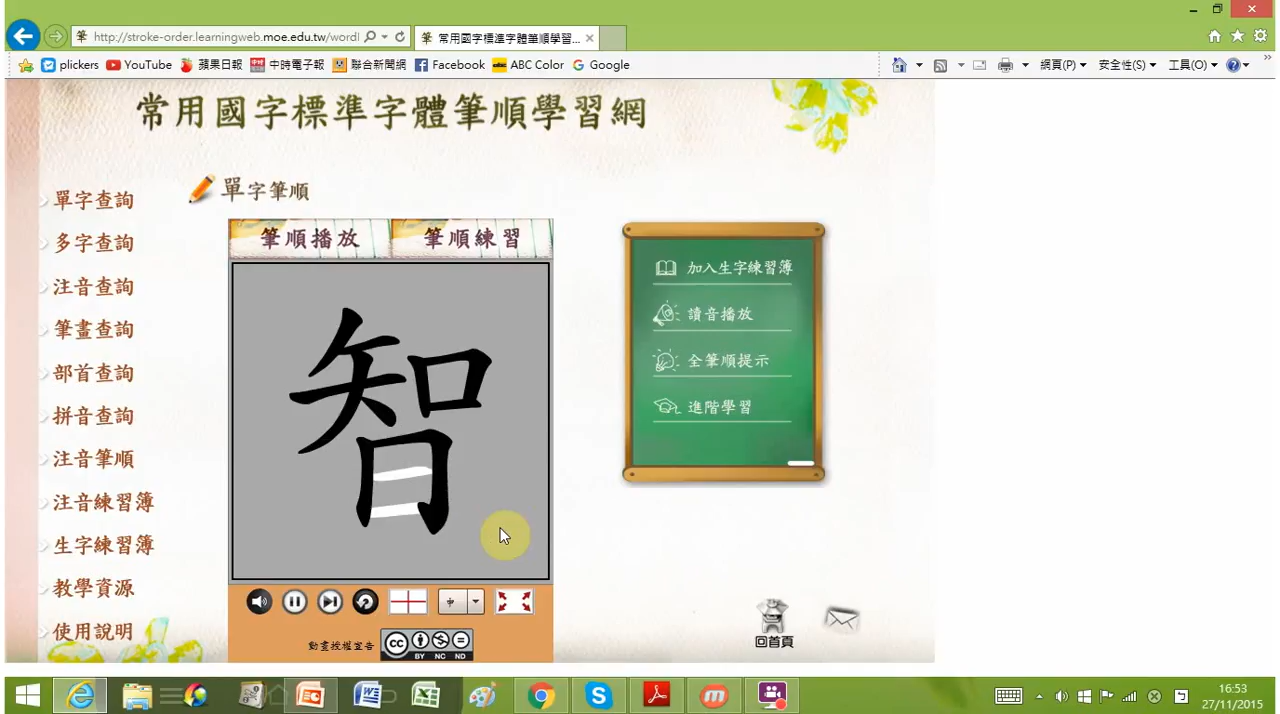 http://stroke-order.learningweb.moe.edu.tw/wordl
常用國字標準字體筆順學習...
plickers
YouTube
蘋果日報
中時電子報
聯合新聞網
Facebook
ABC Color
Google
網頁(P)
安全性(S)
工具(O)
常用國字標準字體筆順學習網
單字筆順
單字查詢
多字查詢
注音查詢
筆畫查詢
部首查詢
拼音查詢
注音筆順
注音練習簿
生字練習簿
教學資源
使用說明
筆順播放
筆順練習
智
中
動畫授權宣告
CC BY NC ND
加入生字練習簿
讀音播放
全筆順提示
進階學習
回首頁
16:53
27/11/2015